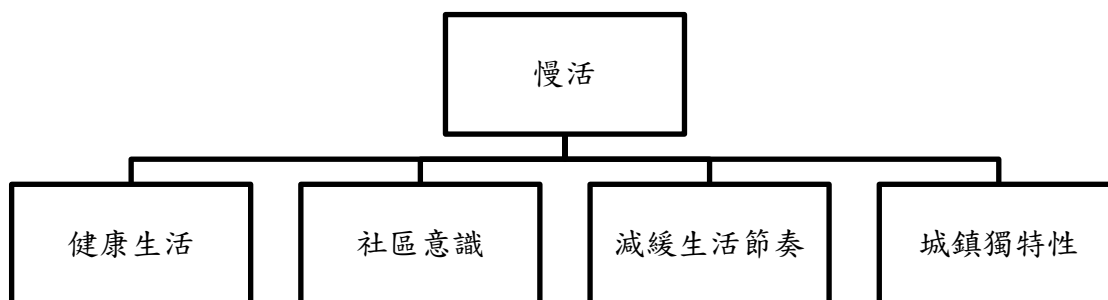 慢活
健康生活
社區意識
減緩生活節奏
城鎮獨特性